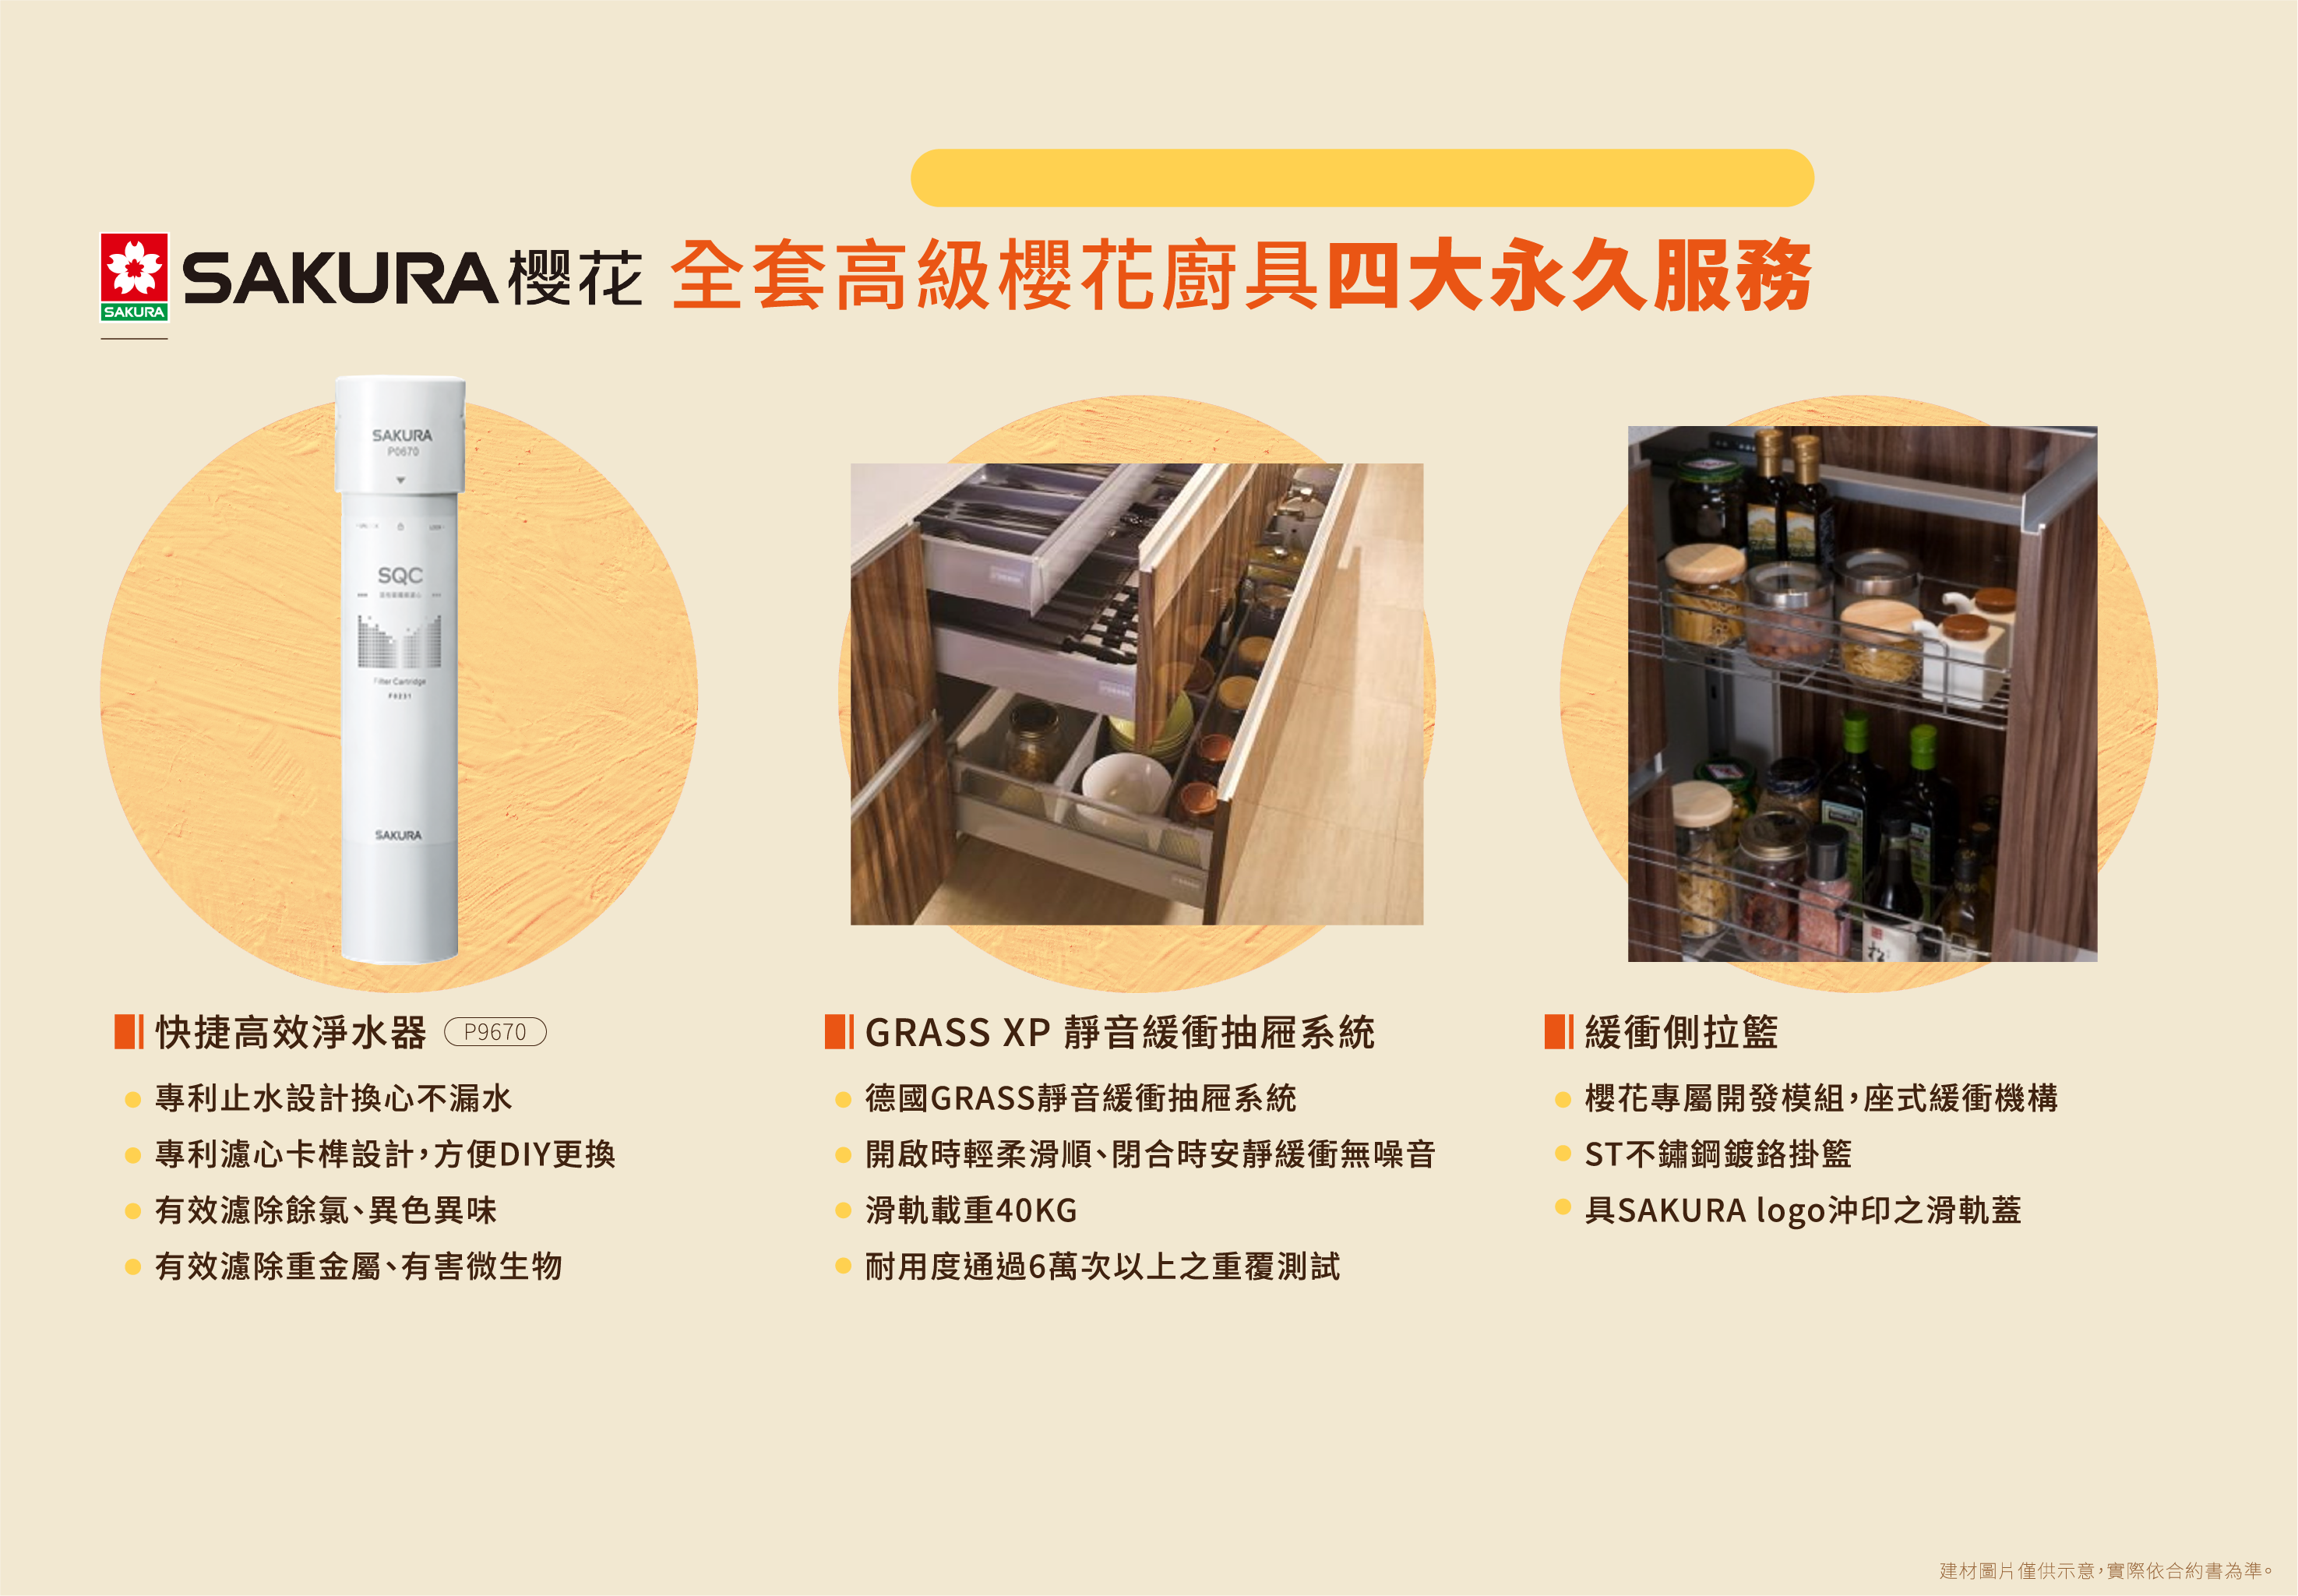 SAKURA
SAKURA 櫻花 全套高級櫻花廚具四大永久服務
SAKURA
P0670
SQC
Filter Cartridge
F0231
SAKURA
快捷高效淨水器 P9670
專利止水設計換心不漏水
專利濾心卡榫設計,方便DIY更換
有效濾除餘氯、異色異味
有效濾除重金屬、有害微生物
GRASS XP 靜音緩衝抽屜系統
德國GRASS靜音緩衝抽屜系統
開啟時輕柔滑順、閉合時安靜緩衝無噪音
滑軌載重40KG
耐用度通過6萬次以上之重覆測試
緩衝側拉籃
櫻花專屬開發模組,座式緩衝機構
ST不鏽鋼鍍鉻掛籃
具SAKURA logo沖印之滑軌蓋
建材圖片僅供示意,實際依合約書為準。